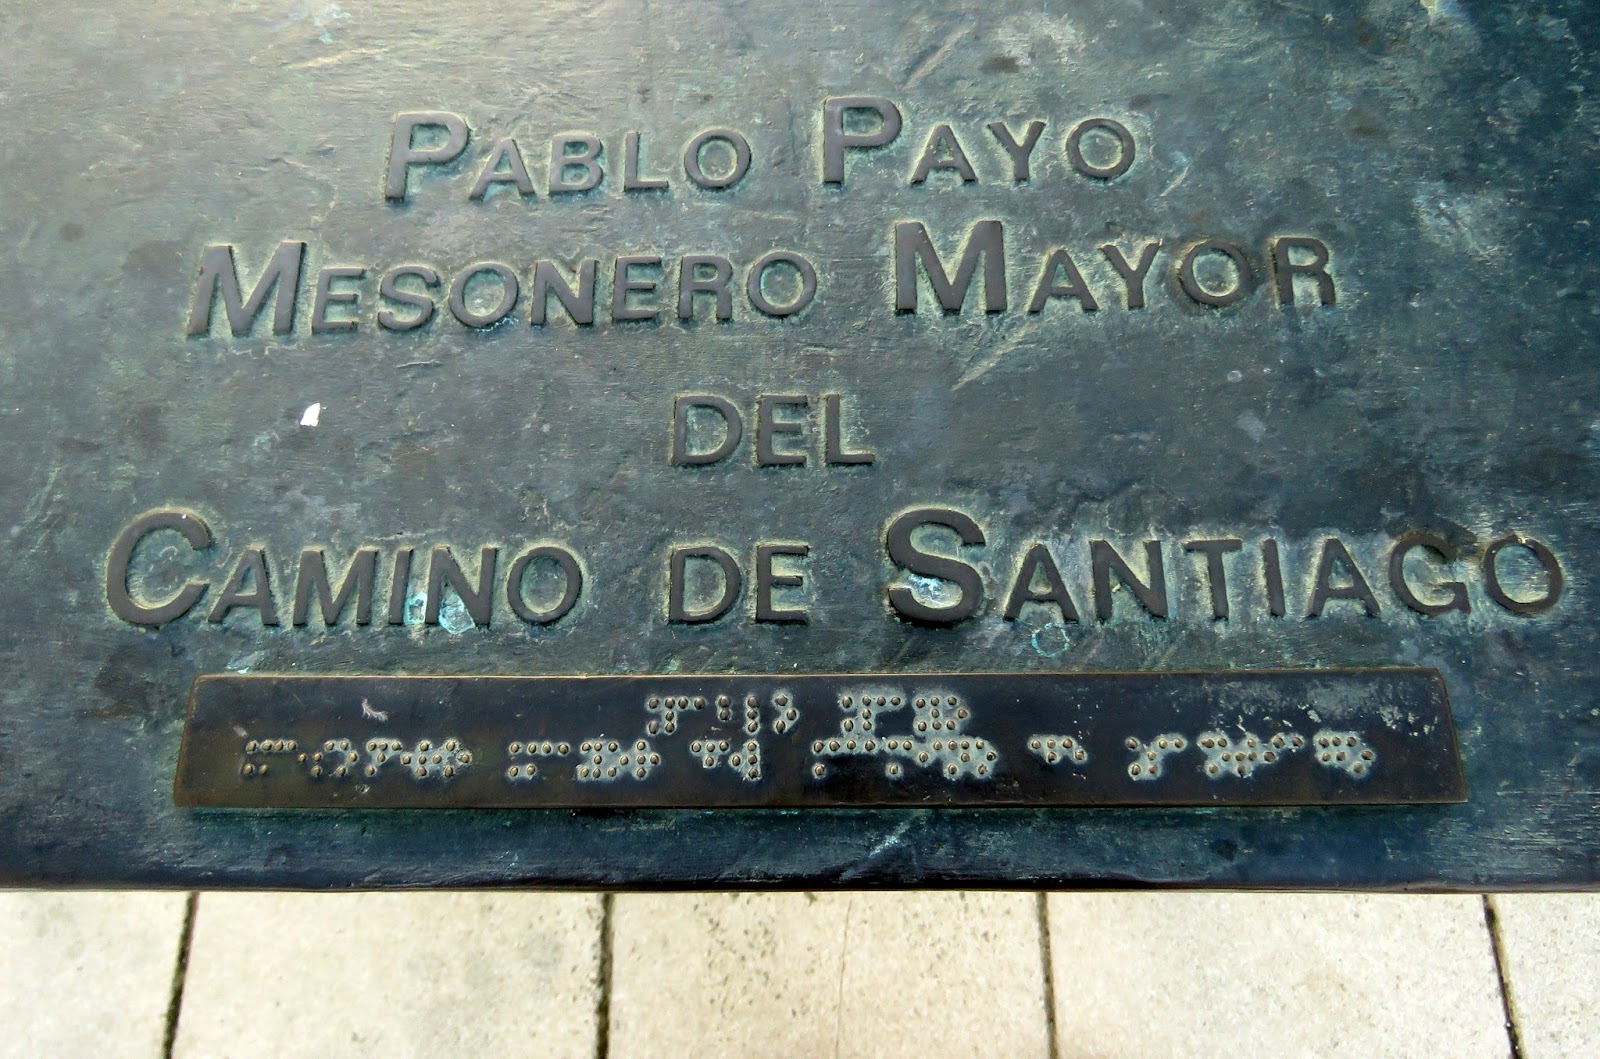 PABLO PAYO
MESONERO MAYOR
DEL
CAMINO DE SANTIAGO